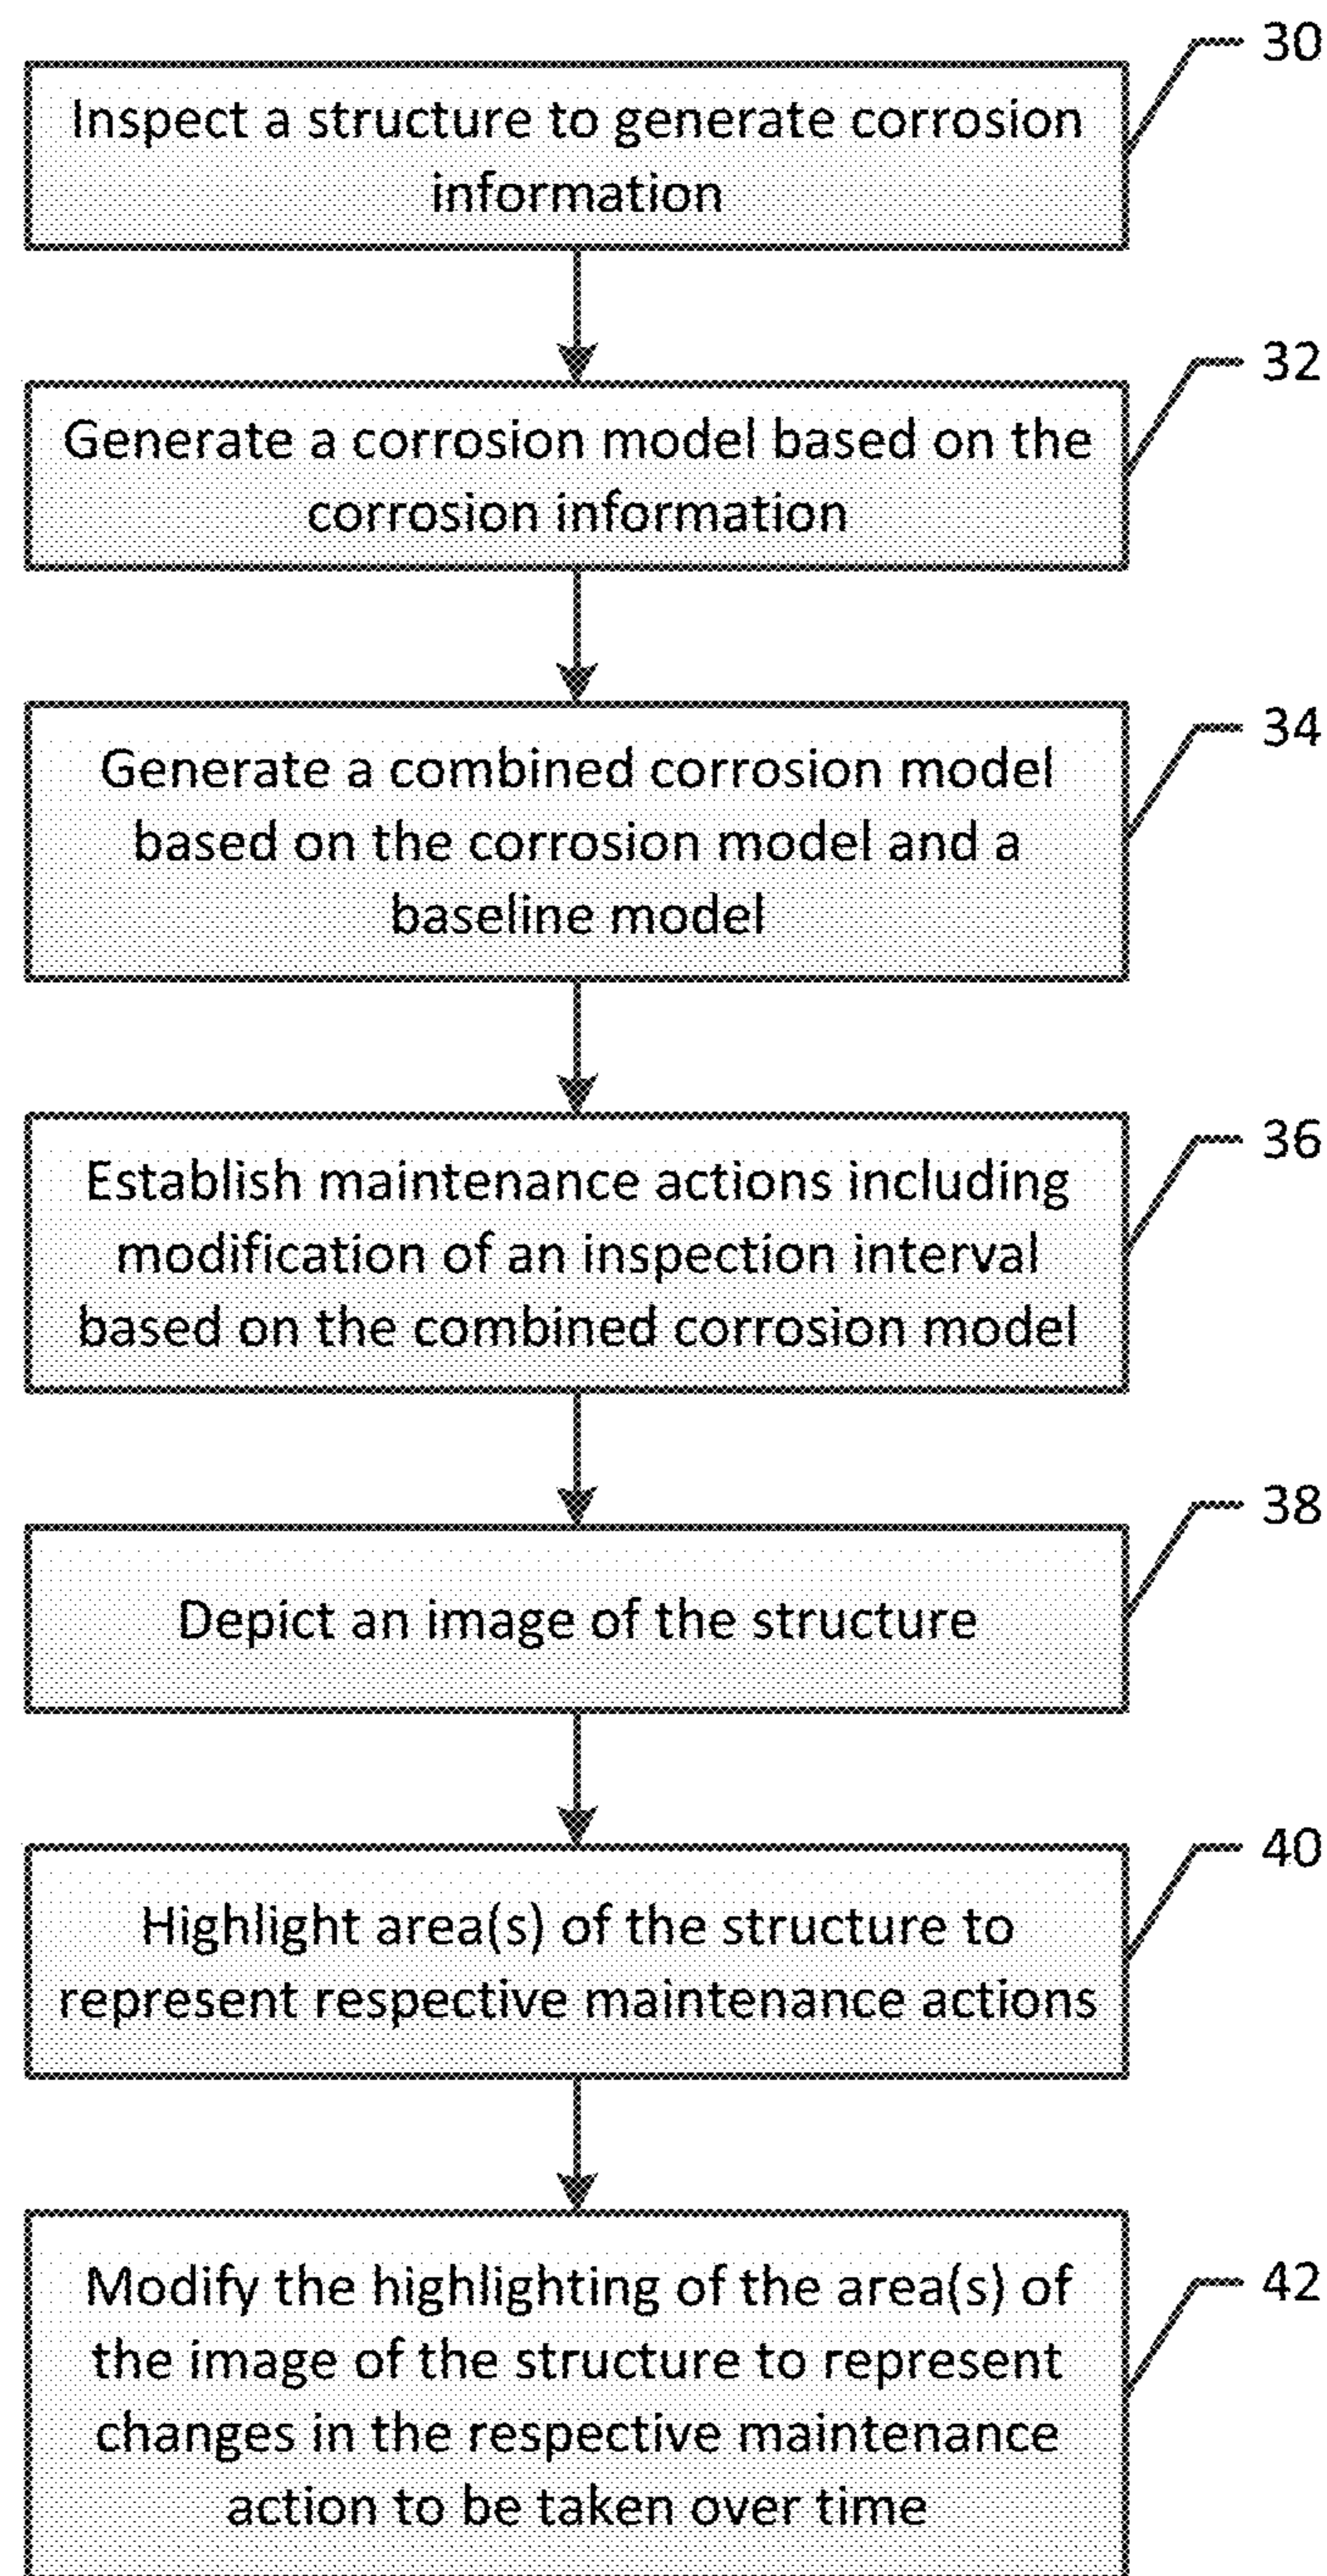 30
Inspect a structure to generate corrosion
information
32
Generate a corrosion model based on the
corrosion information
34
Generate a combined corrosion model
based on the corrosion model and a
baseline model
36
Establish maintenance actions including
modification of an inspection interval
based on the combined corrosion model
38
Depict an image of the structure
40
Highlight area(s) of the structure to
represent respective maintenance actions
42
Modify the highlighting of the area(s) of
the image of the structure to represent
changes in the respective maintenance
action to be taken over time